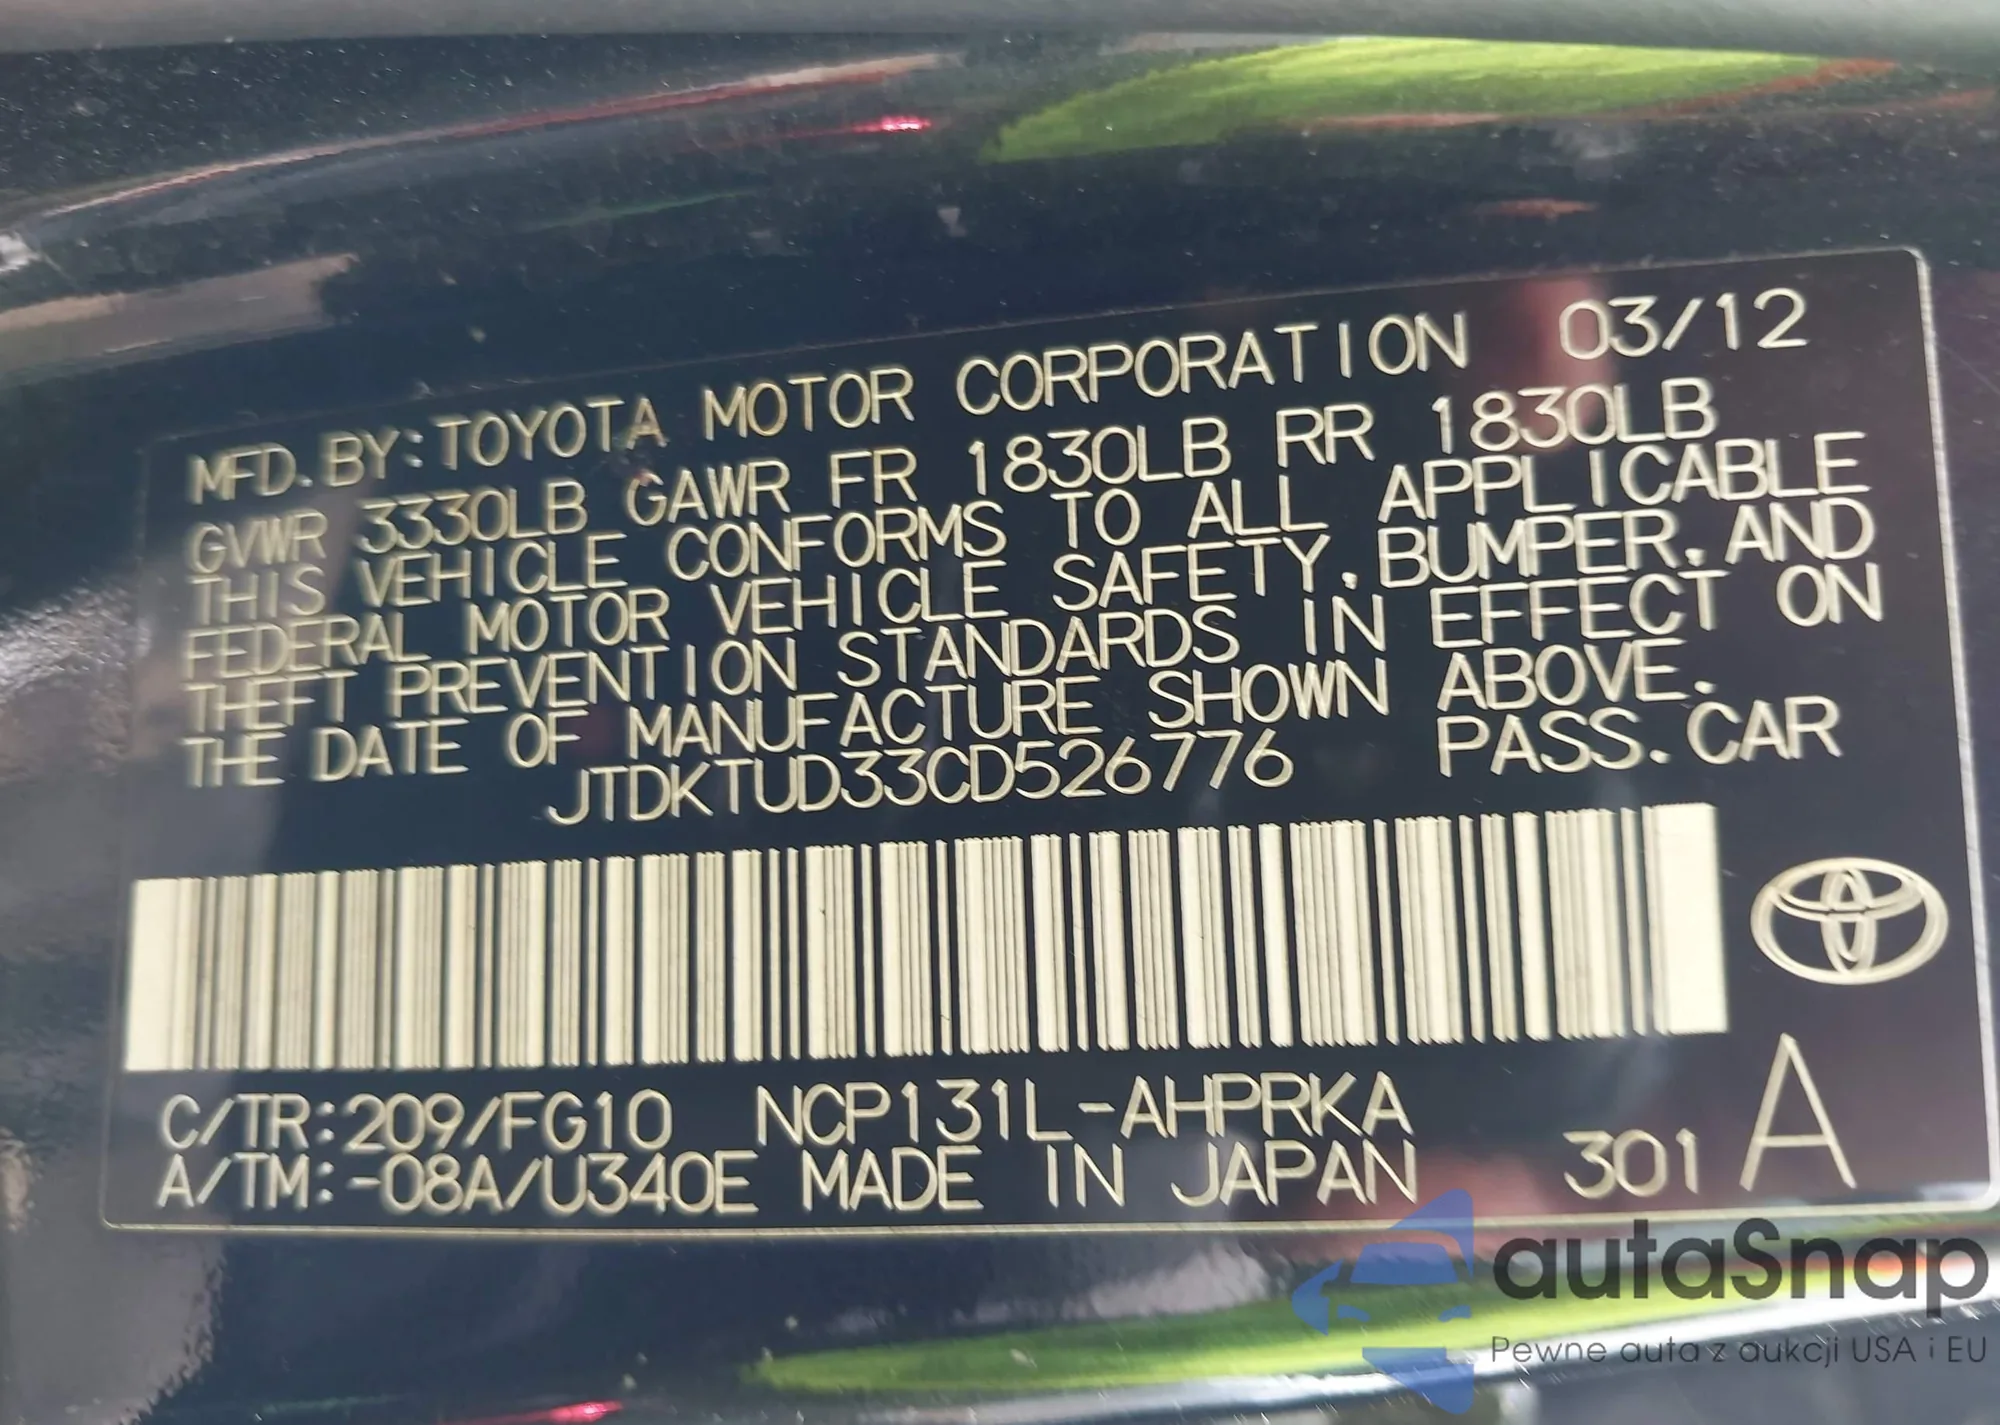 MFD.BY:TOYOTA MOTOR CORPORATION 03/12
GVWR 3330LB GAWR FR 1830LB RR 1830LB
THIS VEHICLE CONFORMS TO ALL APPLICABLE
FEDERAL MOTOR VEHICLE SAFETY,BUMPER,AND
THEFT PREVENTION STANDARDS IN EFFECT ON
THE DATE OF MANUFACTURE SHOWN ABOVE.
JTDKTUD33CD526776 PASS.CAR
C/TR:209/FG10 NCP131L-AHPRKA
A/TM:-08A/U340E MADE IN JAPAN 301 A
autaSnap
Pewne auta z aukcji USA i EU